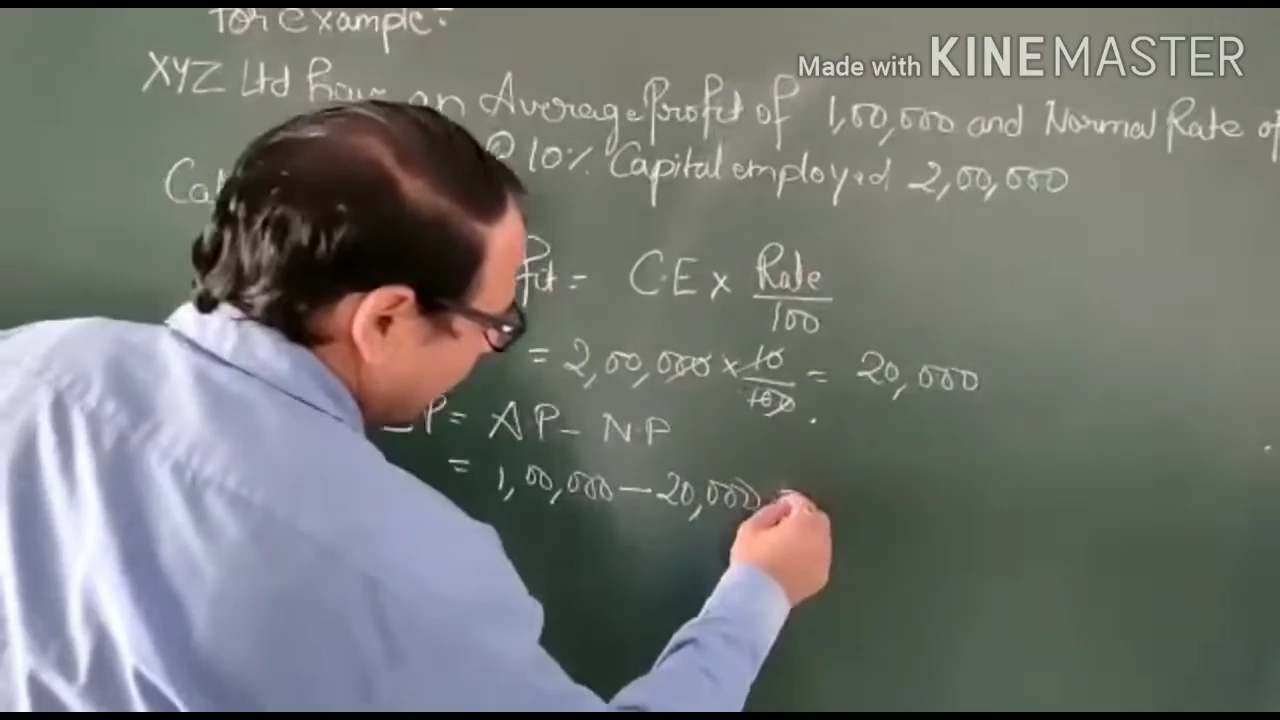 for example:
Made with KINEMASTER
XYZ Ltd have an Average Profit of 1,00,000 and Normal Rate of
@ 10% Capital employed 2,00,000
fit = C.E × Rate/100
= 2,00,000 × 10/100 = 20,000
P = AP - N.P
= 1,00,000 - 20,000 =